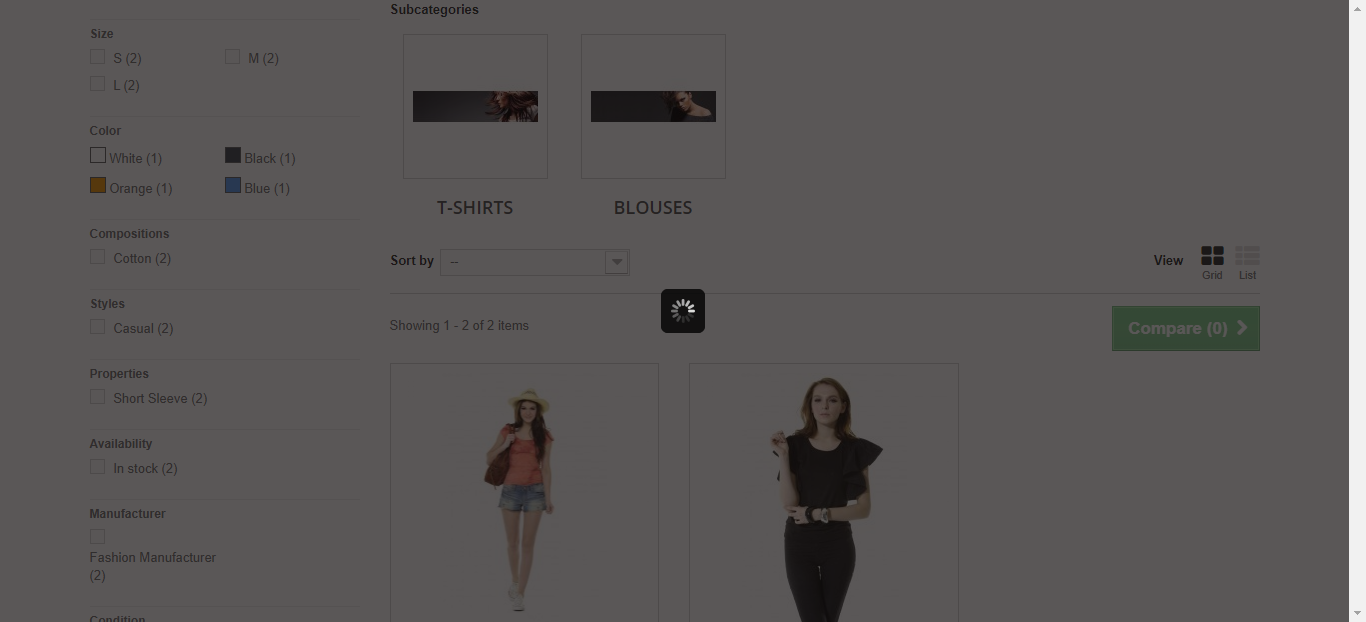 Subcategories
Size
S (2)
M (2)
L (2)
Color
White (1)
Black (1)
Orange (1)
Blue (1)
Compositions
Cotton (2)
Styles
Casual (2)
Properties
Short Sleeve (2)
Availability
In stock (2)
Manufacturer
Fashion Manufacturer
(2)
Condition
T-SHIRTS
BLOUSES
Sort by
--
View
Grid
List
Showing 1 - 2 of 2 items
Compare (0)